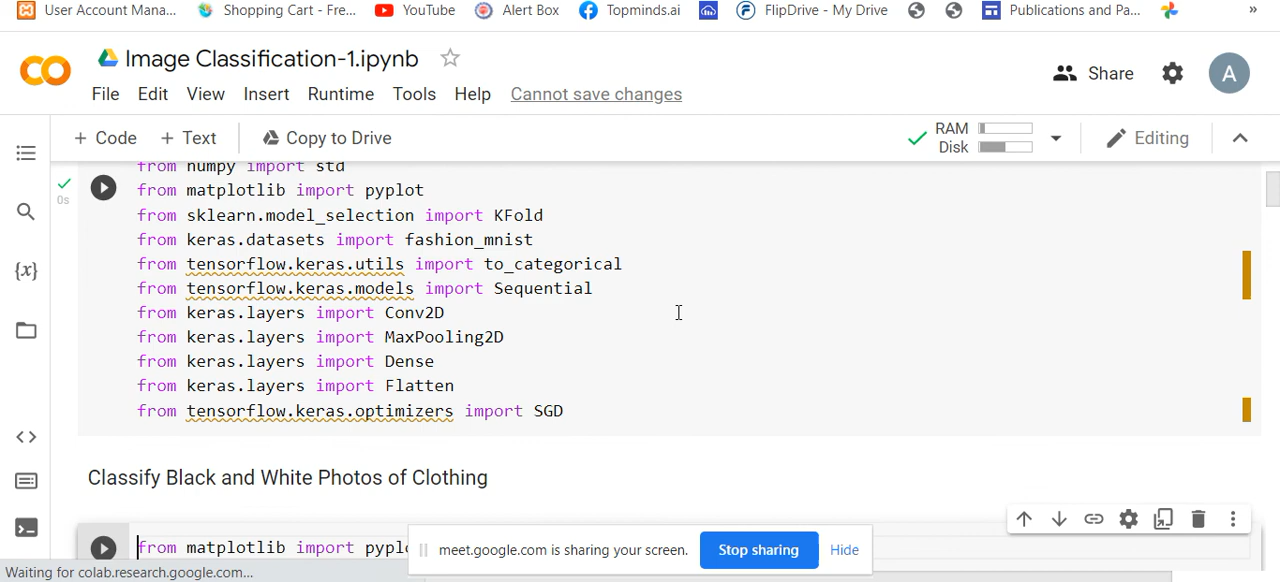 User Account Mana... Shopping Cart - Fre... YouTube Alert Box Topminds.ai FlipDrive - My Drive Publications and Pa... »
Image Classification-1.ipynb
Share A
File Edit View Insert Runtime Tools Help Cannot save changes
+ Code + Text Copy to Drive RAM Disk Editing
from numpy import std
0s
from matplotlib import pyplot
from sklearn.model_selection import KFold
from keras.datasets import fashion_mnist
from tensorflow.keras.utils import to_categorical
from tensorflow.keras.models import Sequential
from keras.layers import Conv2D
from keras.layers import MaxPooling2D
from keras.layers import Dense
from keras.layers import Flatten
from tensorflow.keras.optimizers import SGD
Classify Black and White Photos of Clothing
from matplotlib import pyplo
meet.google.com is sharing your screen. Stop sharing Hide
Waiting for colab.research.google.com...